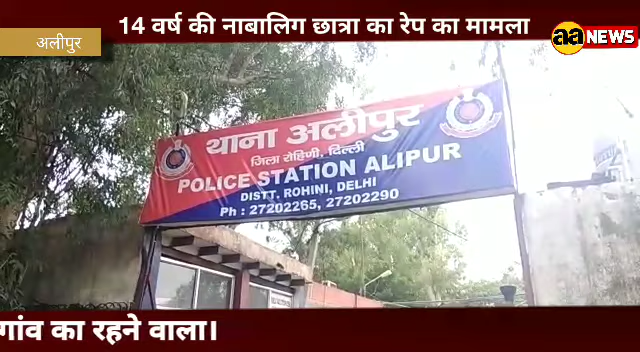 14 वर्ष की नाबालिग छात्रा का रेप का मामला
aa NEWS
अलीपुर
थाना अलीपुर
जिला रोहिणी, दिल्ली
POLICE STATION ALIPUR
DISTT. ROHINI, DELHI
Ph : 27202265, 27202290
गांव का रहने वाला।